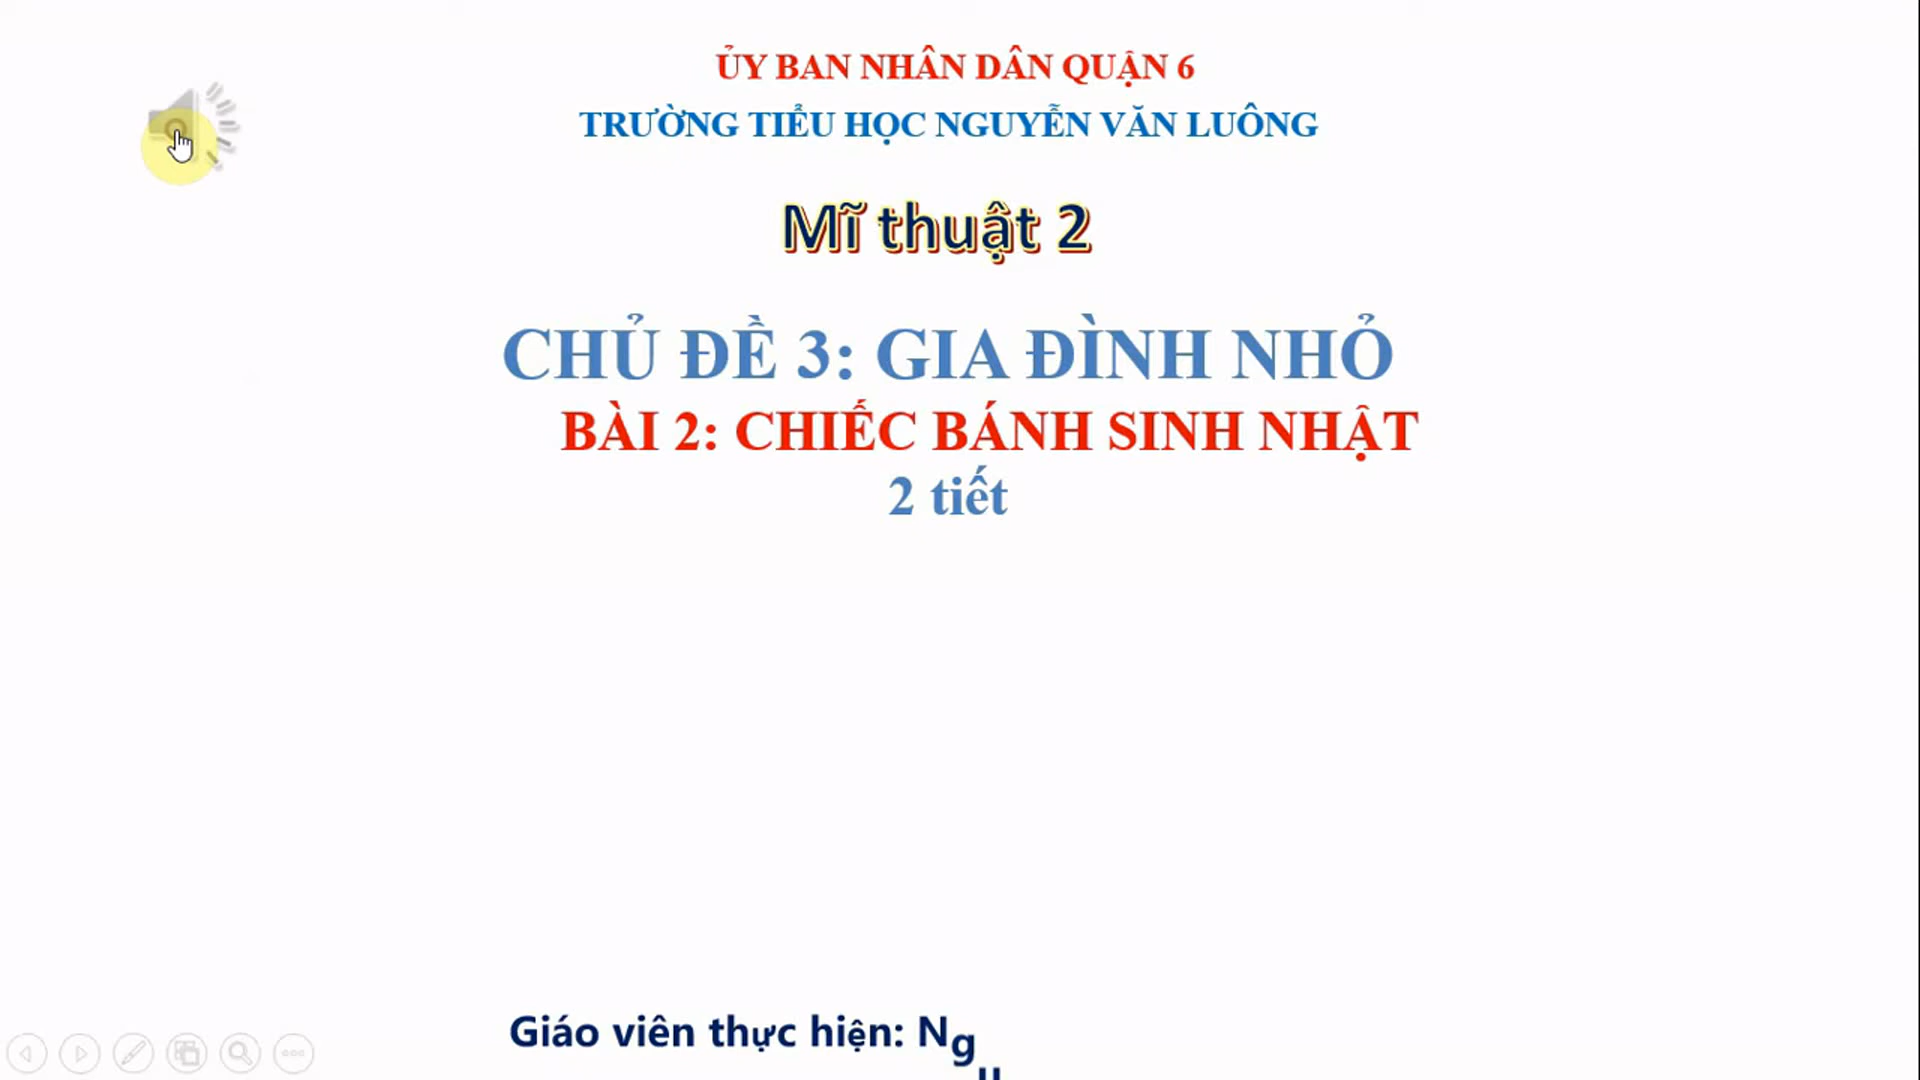 ỦY BAN NHÂN DÂN QUẬN 6
TRƯỜNG TIỂU HỌC NGUYỄN VĂN LUÔNG
Mĩ thuật 2
CHỦ ĐỀ 3: GIA ĐÌNH NHỎ
BÀI 2: CHIẾC BÁNH SINH NHẬT
2 tiết
Giáo viên thực hiện: Ng